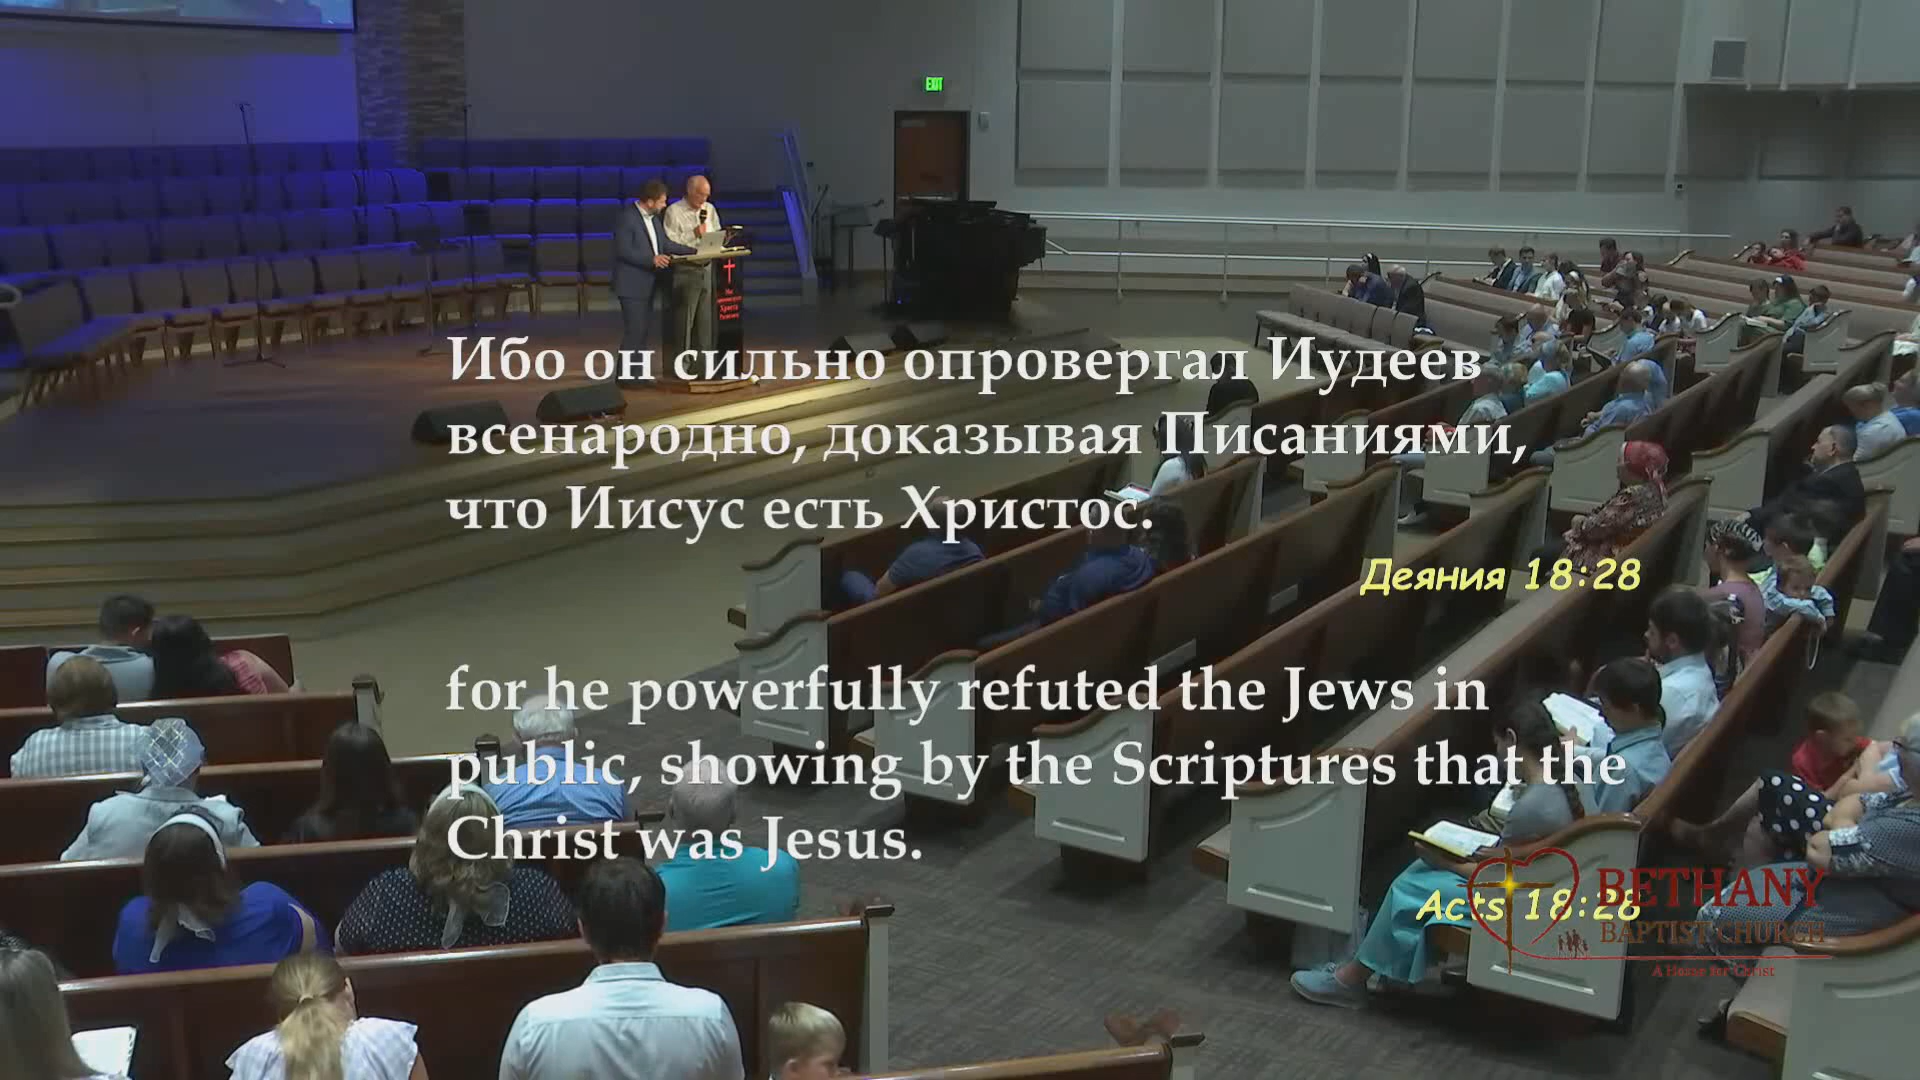 EXIT
Ибо он сильно опровергал Иудеев
всенародно, доказывая Писаниями,
что Иисус есть Христос.
Деяния 18:28
for he powerfully refuted the Jews in
public, showing by the Scriptures that the
Christ was Jesus.
Acts 18:28
BETHANY
BAPTIST CHURCH
A Home for Christ